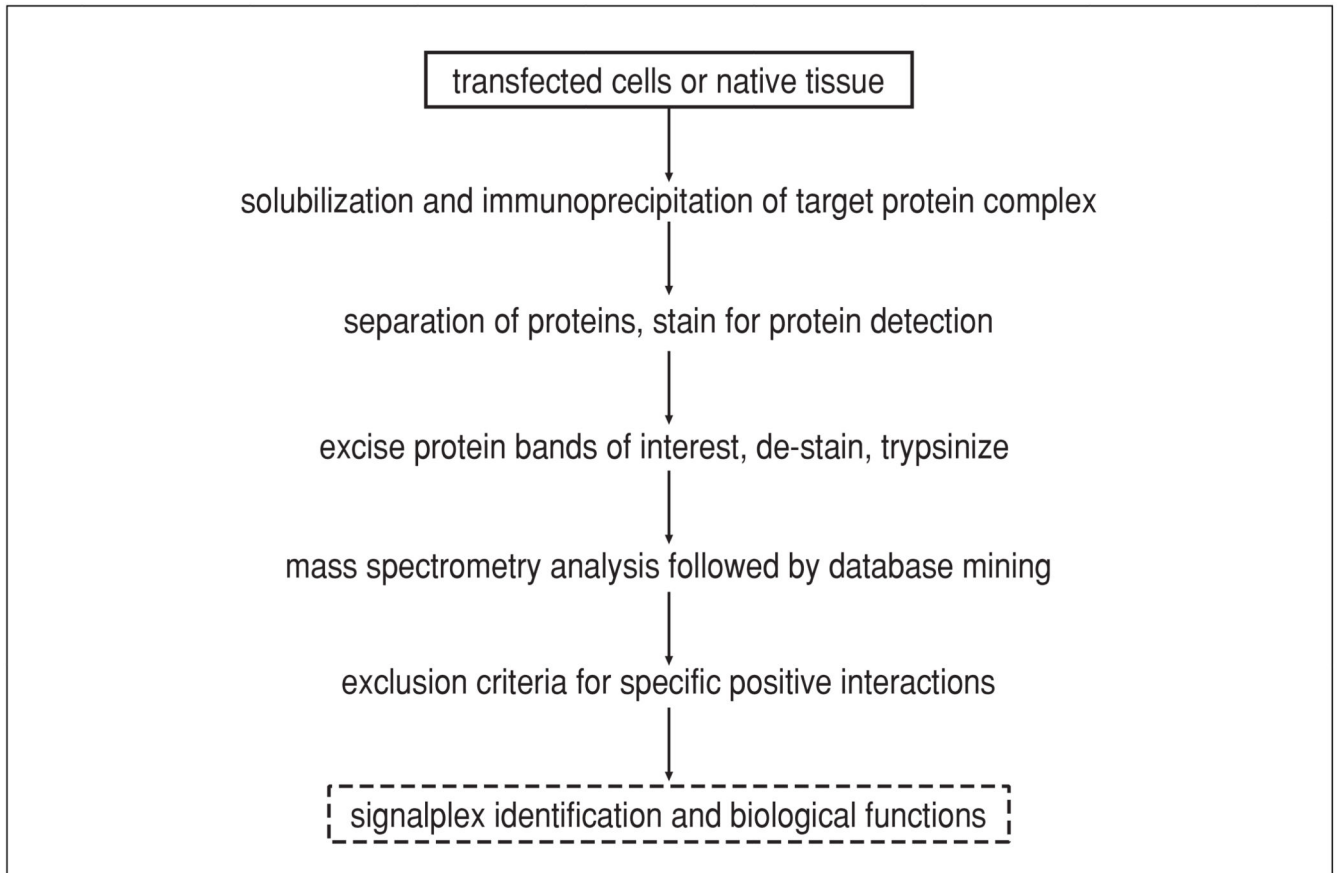 transfected cells or native tissue
solubilization and immunoprecipitation of target protein complex
separation of proteins, stain for protein detection
excise protein bands of interest, de-stain, trypsinize
mass spectrometry analysis followed by database mining
exclusion criteria for specific positive interactions
signalplex identification and biological functions